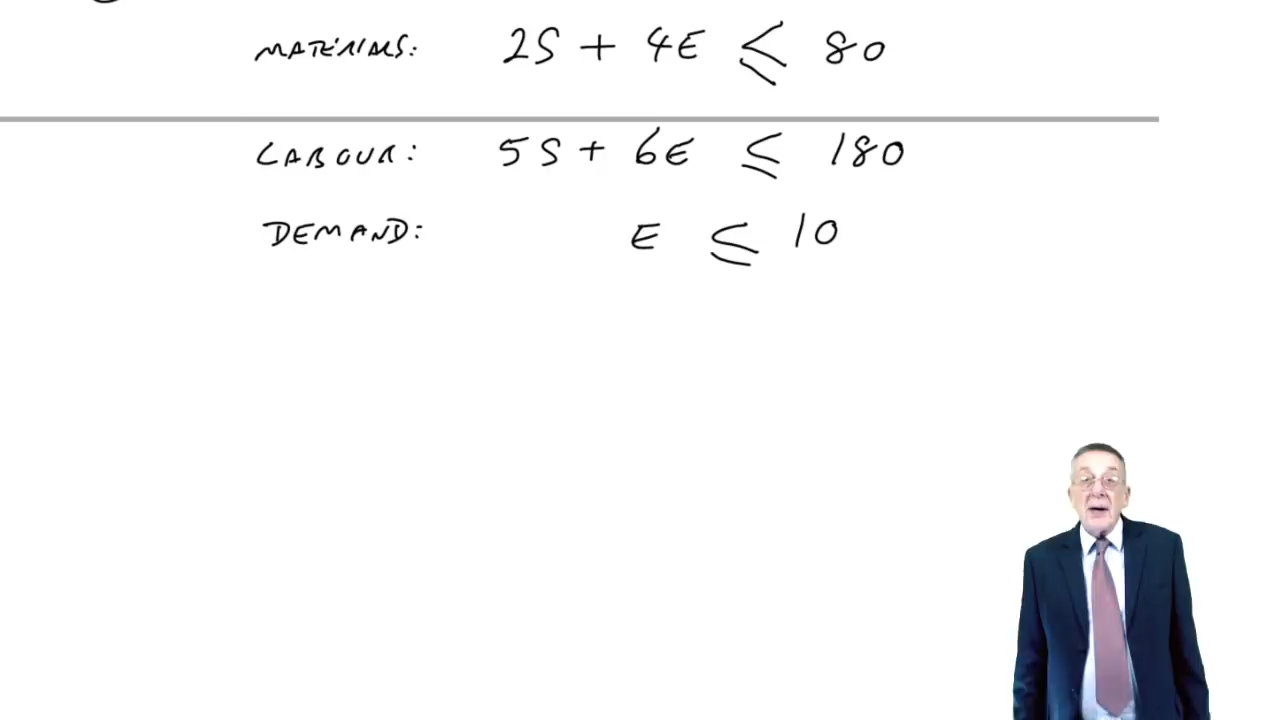 MATERIALS: 2S + 4E ≤ 80
LABOUR: 5S + 6E ≤ 180
DEMAND: E ≤ 10